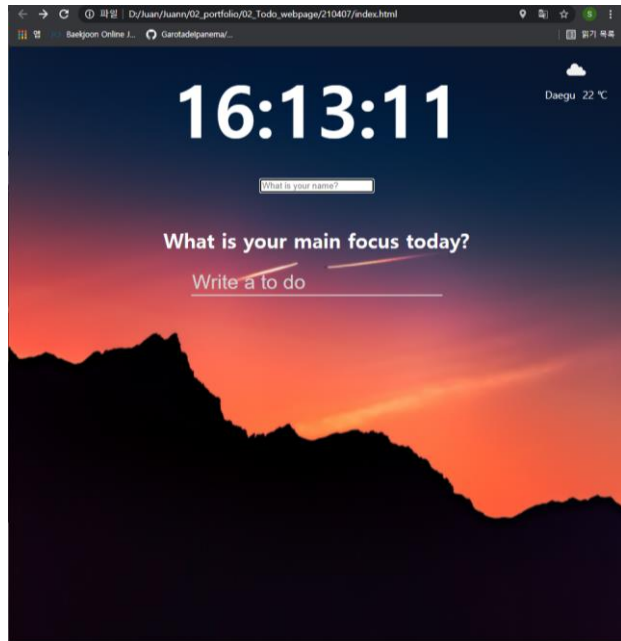 파일 D:/Juan/Juann/02_portfolio/02_Todo_webpage/210407/index.html
S
앱 Baekjoon Online J... Garotadelpanema/... 읽기 목록
16:13:11
Daegu 22 ℃
What is your name?
What is your main focus today?
Write a to do